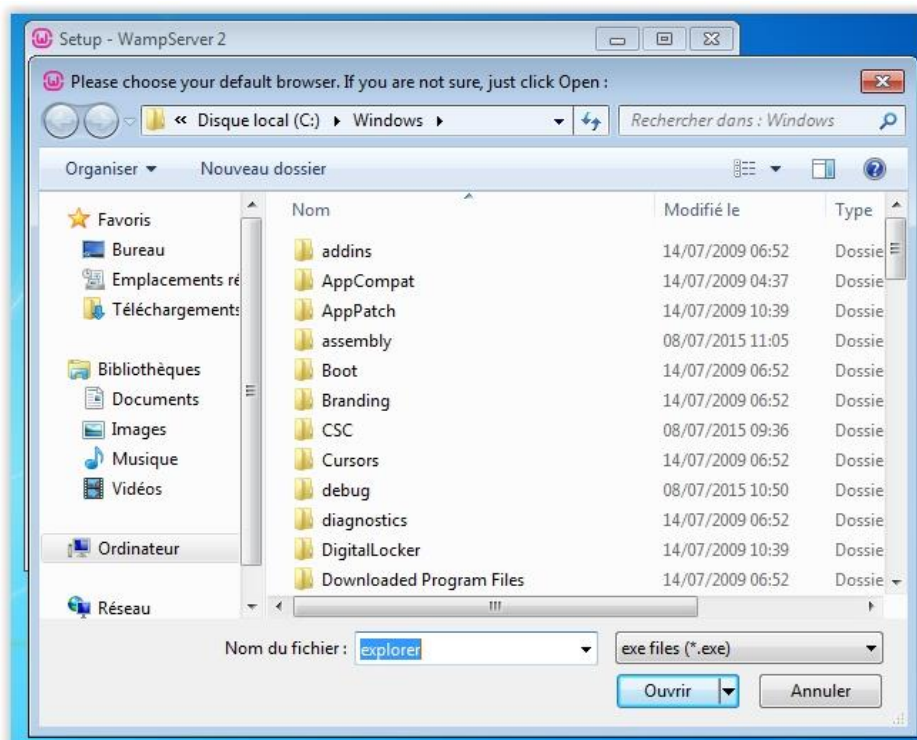 Setup - WampServer 2
Please choose your default browser. If you are not sure, just click Open :
« Disque local (C:) Windows
Rechercher dans : Windows
Organiser Nouveau dossier
Favoris
Bureau
Emplacements ré
Téléchargements
Bibliothèques
Documents
Images
Musique
Vidéos
Ordinateur
Réseau
Nom Modifié le Type
addins 14/07/2009 06:52 Dossie
AppCompat 14/07/2009 04:37 Dossie
AppPatch 14/07/2009 10:39 Dossie
assembly 08/07/2015 11:05 Dossie
Boot 14/07/2009 06:52 Dossie
Branding 14/07/2009 06:52 Dossie
CSC 08/07/2015 09:36 Dossie
Cursors 14/07/2009 06:52 Dossie
debug 08/07/2015 10:50 Dossie
diagnostics 14/07/2009 06:52 Dossie
DigitalLocker 14/07/2009 10:39 Dossie
Downloaded Program Files 14/07/2009 06:52 Dossie
Nom du fichier : explorer exe files (*.exe)
Ouvrir Annuler